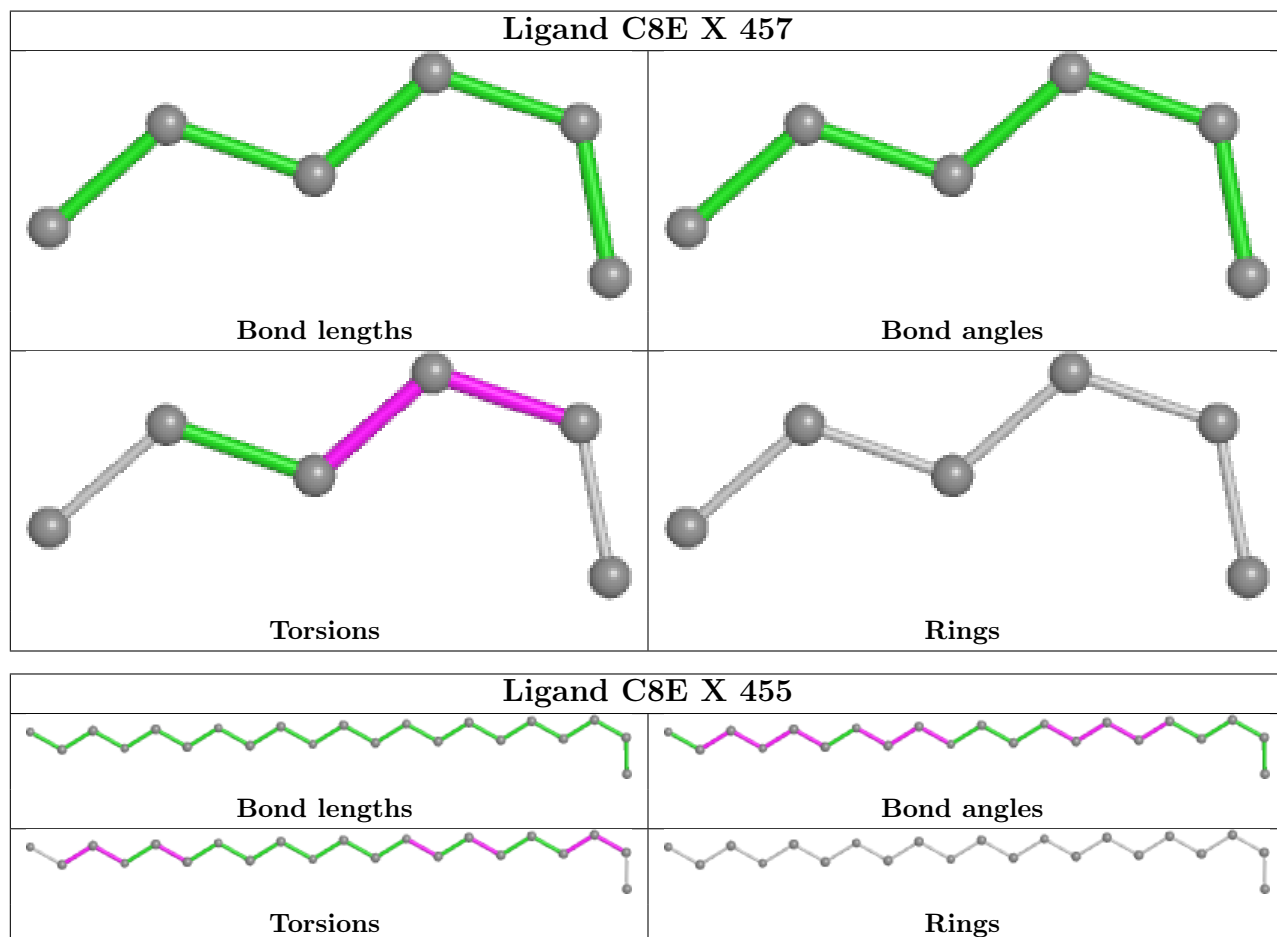 Ligand C8E X 457
Bond lengths Bond angles
Torsions Rings
Ligand C8E X 455
Bond lengths Bond angles
Torsions Rings